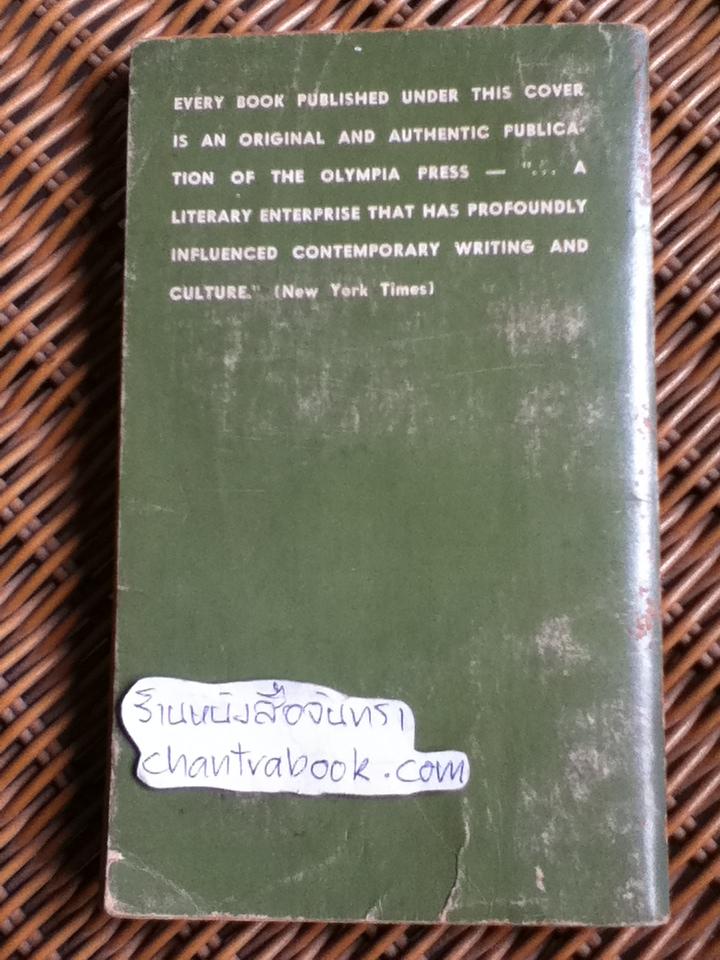 EVERY BOOK PUBLISHED UNDER THIS COVER
IS AN ORIGINAL AND AUTHENTIC PUBLICA-
TION OF THE OLYMPIA PRESS — "... A
LITERARY ENTERPRISE THAT HAS PROFOUNDLY
INFLUENCED CONTEMPORARY WRITING AND
CULTURE." (New York Times)
ร้านหนังสือจันทรา
chantrabook.com